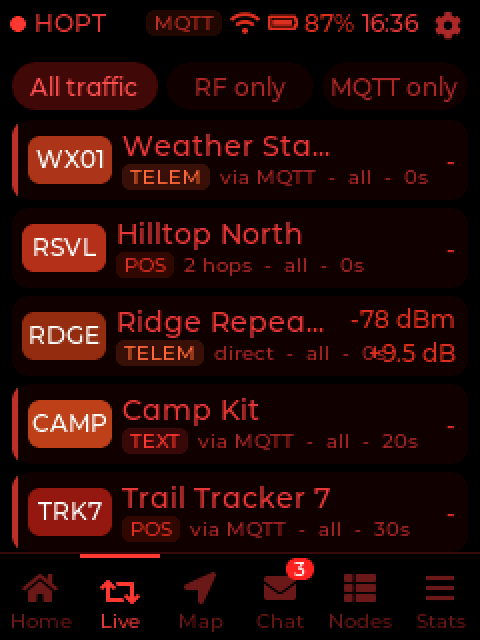 HOPT MQTT 87% 16:36
All traffic RF only MQTT only
WX01 Weather Sta... -
TELEM via MQTT - all - 0s
RSVL Hilltop North -
POS 2 hops - all - 0s
RDGE Ridge Repea... -78 dBm
TELEM direct - all - +9.5 dB
CAMP Camp Kit -
TEXT via MQTT - all - 20s
TRK7 Trail Tracker 7 -
POS via MQTT - all - 30s
3
Home Live Map Chat Nodes Stats